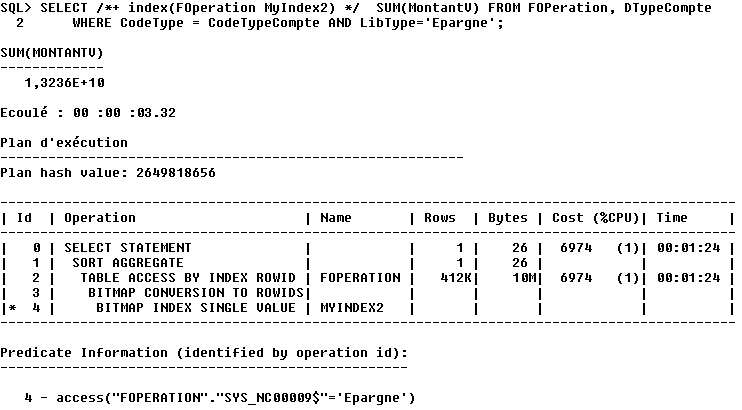 SQL> SELECT /*+ index(FOperation MyIndex2) */  SUM(MontantV) FROM FOPeration, DTypeCompte
  2      WHERE CodeType = CodeTypeCompte AND LibType='Epargne';
SUM(MONTANTV)
-------------
   1,3236E+10
Ecoulé : 00 :00 :03.32
Plan d'exécution
----------------------------------------------------------
Plan hash value: 2649818656
--------------------------------------------------------------------------------------------
| Id  | Operation                    | Name      | Rows  | Bytes | Cost (%CPU)| Time     |
--------------------------------------------------------------------------------------------
|   0 | SELECT STATEMENT             |           |     1 |    26 |  6974   (1)| 00:01:24 |
|   1 |  SORT AGGREGATE              |           |     1 |    26 |            |          |
|   2 |   TABLE ACCESS BY INDEX ROWID | FOPERATION |   412K|    10M|  6974   (1)| 00:01:24 |
|   3 |    BITMAP CONVERSION TO ROWIDS|           |       |       |            |          |
|*  4 |     BITMAP INDEX SINGLE VALUE | MYINDEX2  |       |       |            |          |
--------------------------------------------------------------------------------------------
Predicate Information (identified by operation id):
---------------------------------------------------
   4 - access("FOPERATION"."SYS_NC00009$"='Epargne')